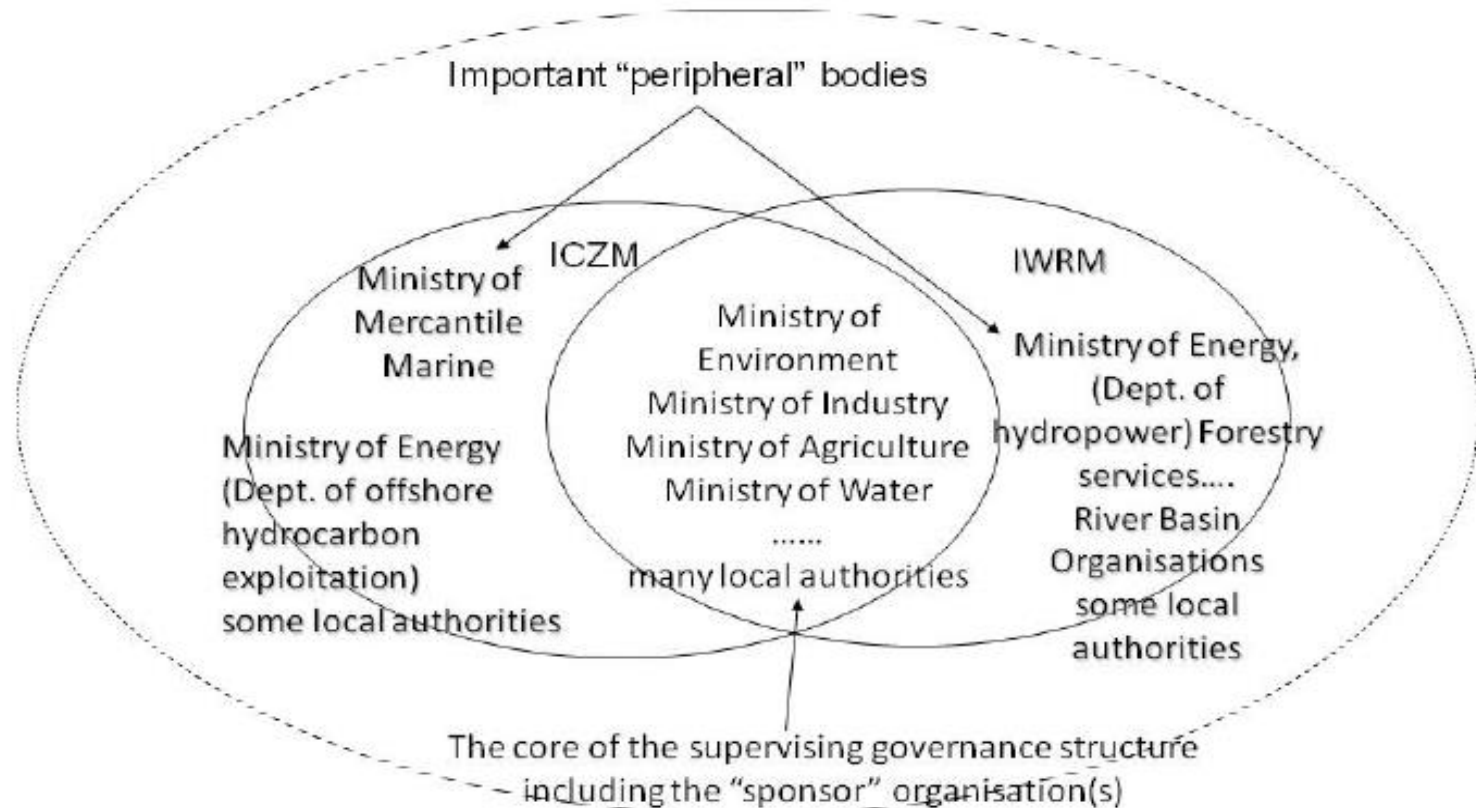 Important “peripheral” bodies
ICZM
Ministry of
Mercantile
Marine
Ministry of Energy
(Dept. of offshore
hydrocarbon
exploitation)
some local authorities
Ministry of
Environment
Ministry of Industry
Ministry of Agriculture
Ministry of Water
......
many local authorities
IWRM
Ministry of Energy,
(Dept. of
hydropower) Forestry
services....
River Basin
Organisations
some local
authorities
The core of the supervising governance structure
including the “sponsor” organisation(s)